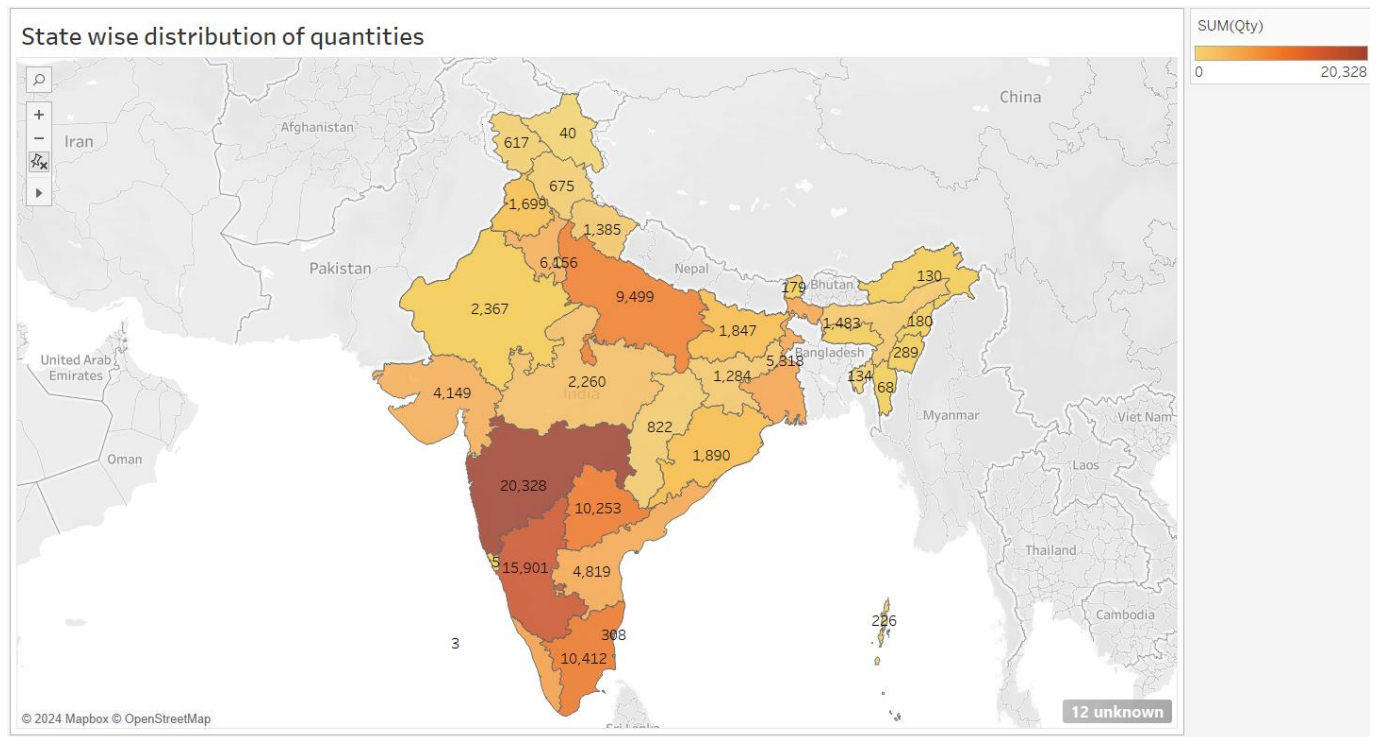 State wise distribution of quantities
SUM(Qty)
0 20,328
China
Afghanistan
Iran
617
40
675
1,699
1,385
6,156
Pakistan
Nepal
179
Bhutan
130
9,499
2,367
1,847
1,483
180
United Arab
Emirates
5,318
Bangladesh
289
4,149
2,260
India
1,284
134
68
Myanmar
Viet Nam
822
1,890
Oman
Laos
20,328
10,253
Thailand
5
15,901
4,819
Cambodia
226
308
3
10,412
© 2024 Mapbox © OpenStreetMap
12 unknown